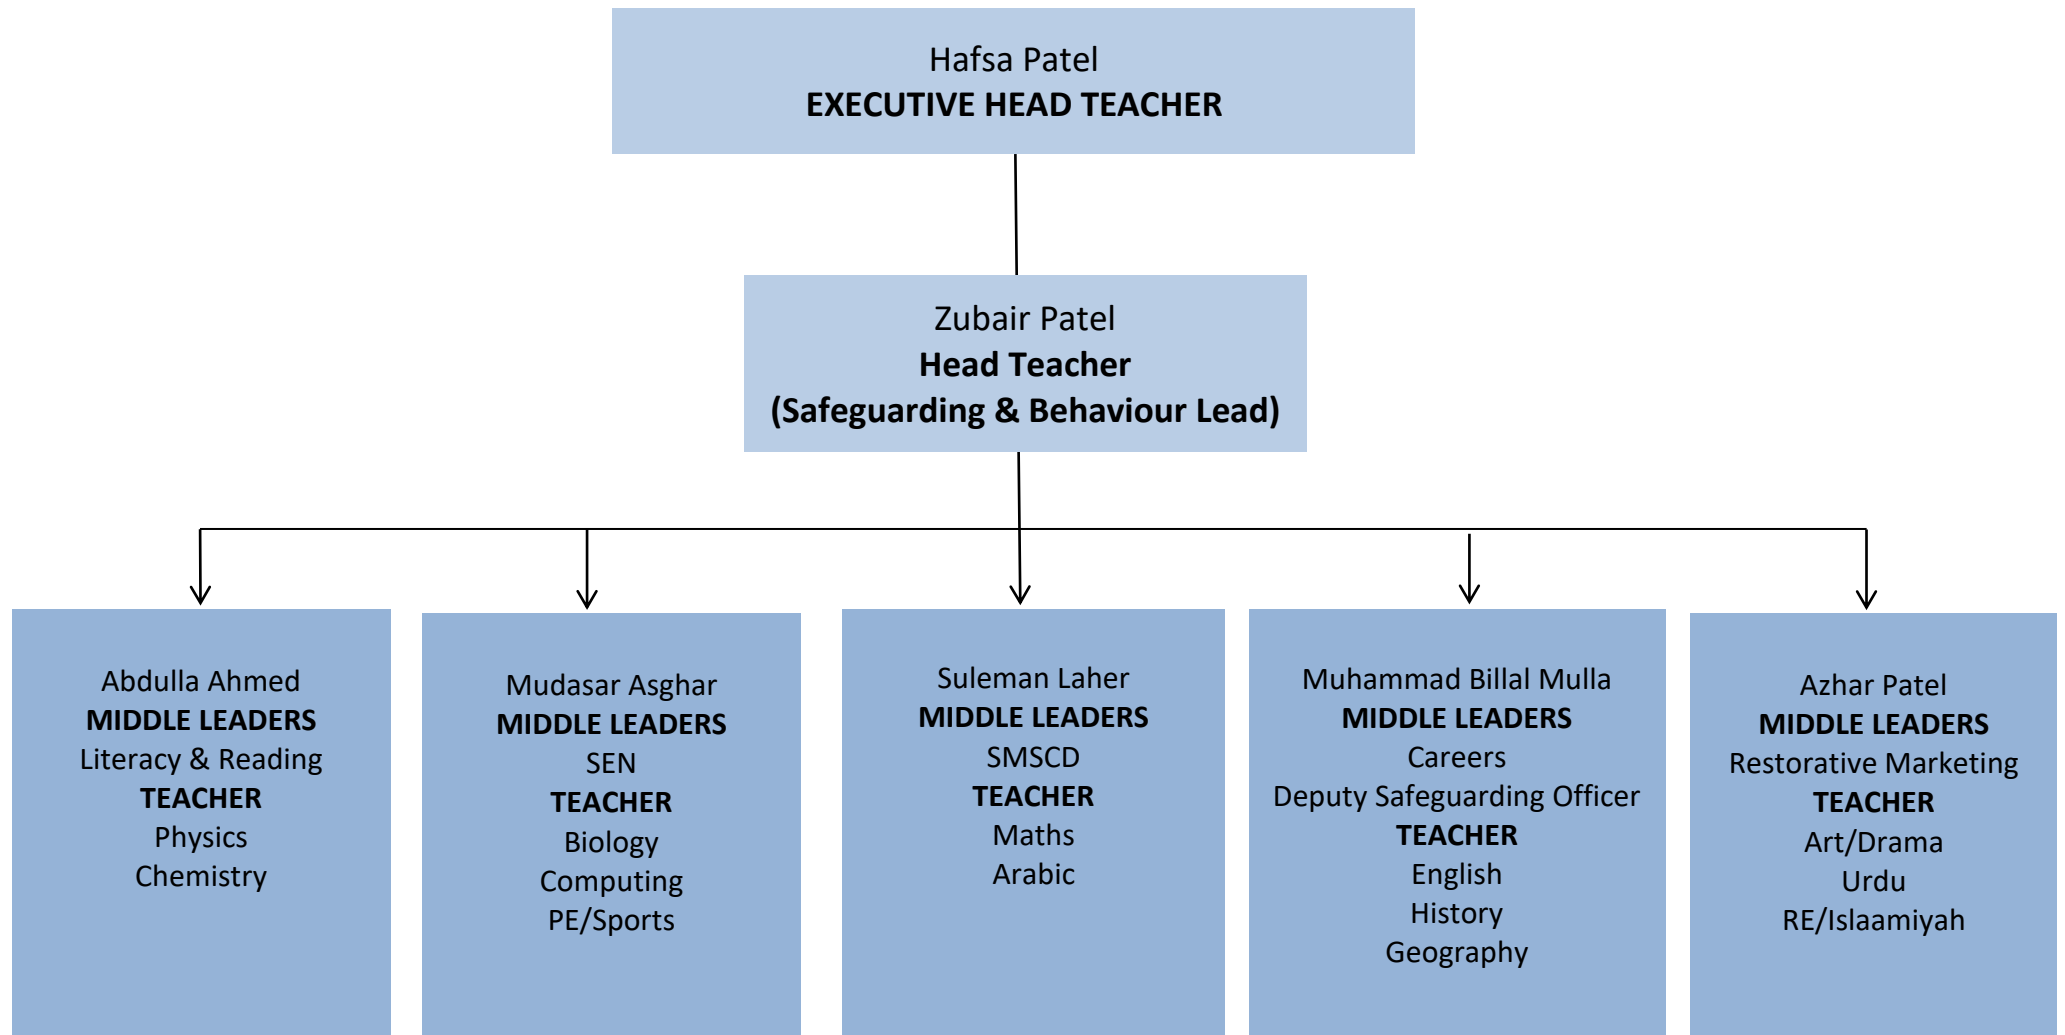 Hafsa Patel
EXECUTIVE HEAD TEACHER
Zubair Patel
Head Teacher
(Safeguarding & Behaviour Lead)
Abdulla Ahmed
MIDDLE LEADERS
Literacy & Reading
TEACHER
Physics
Chemistry
Mudasar Asghar
MIDDLE LEADERS
SEN
TEACHER
Biology
Computing
PE/Sports
Suleman Laher
MIDDLE LEADERS
SMSCD
TEACHER
Maths
Arabic
Muhammad Billal Mulla
MIDDLE LEADERS
Careers
Deputy Safeguarding Officer
TEACHER
English
History
Geography
Azhar Patel
MIDDLE LEADERS
Restorative Marketing
TEACHER
Art/Drama
Urdu
RE/Islaamiyah